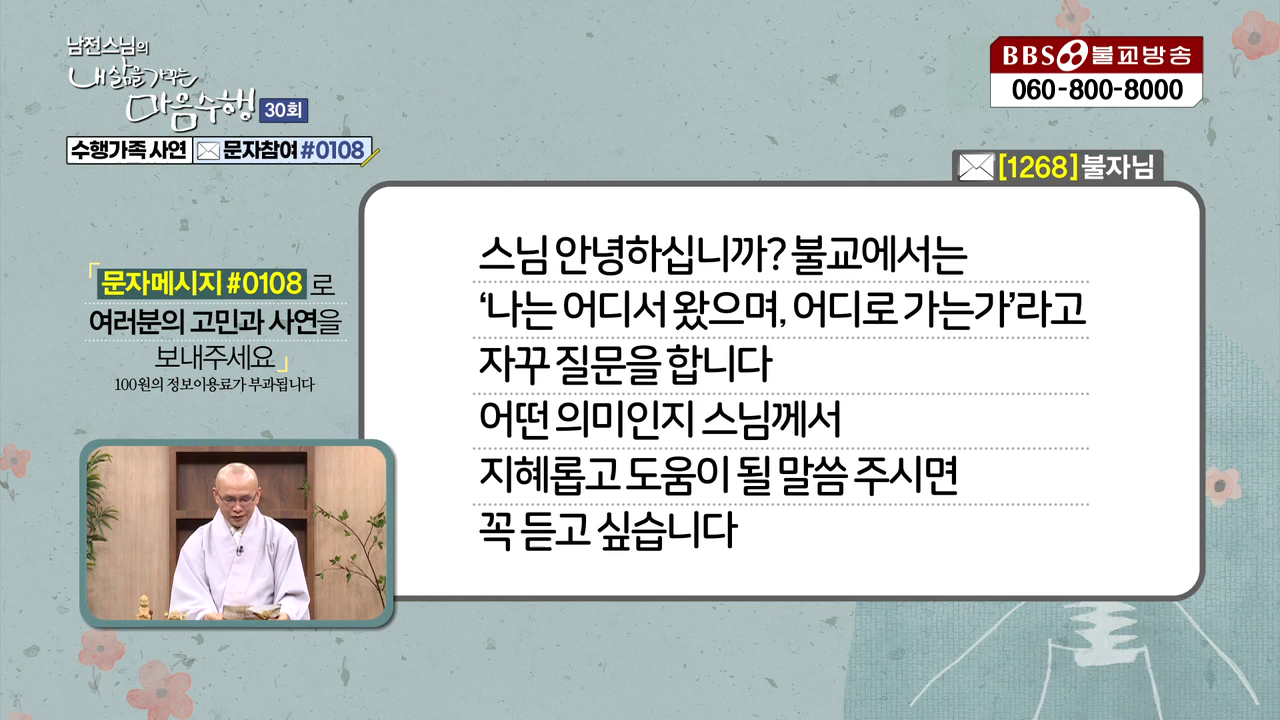 남전스님의
내 삶을 가꾸는
마음수행 30회
수행가족 사연 문자참여 #0108
BBS 불교방송
060-800-8000
[1268] 불자님
스님 안녕하십니까? 불교에서는
‘나는 어디서 왔으며, 어디로 가는가’라고
자꾸 질문을 합니다
어떤 의미인지 스님께서
지혜롭고 도움이 될 말씀 주시면
꼭 듣고 싶습니다
「문자메시지 #0108 로
여러분의 고민과 사연을
보내주세요」
100원의 정보이용료가 부과됩니다